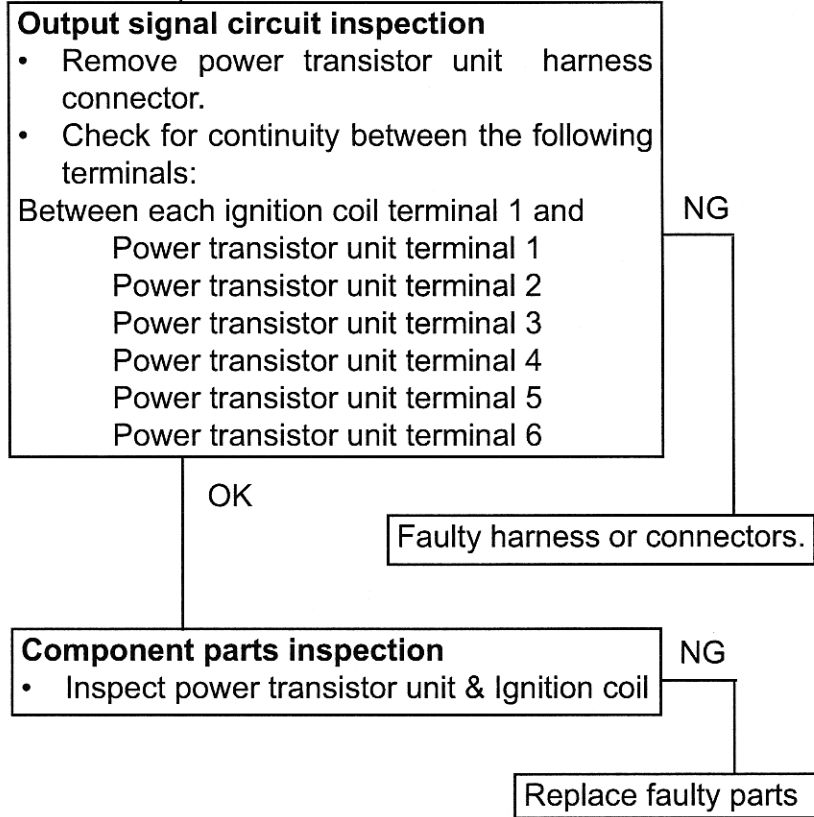 Output signal circuit inspection
• Remove power transistor unit harness
connector.
• Check for continuity between the following
terminals:
Between each ignition coil terminal 1 and
Power transistor unit terminal 1
Power transistor unit terminal 2
Power transistor unit terminal 3
Power transistor unit terminal 4
Power transistor unit terminal 5
Power transistor unit terminal 6
NG
OK
Faulty harness or connectors.
Component parts inspection
• Inspect power transistor unit & Ignition coil
NG
Replace faulty parts